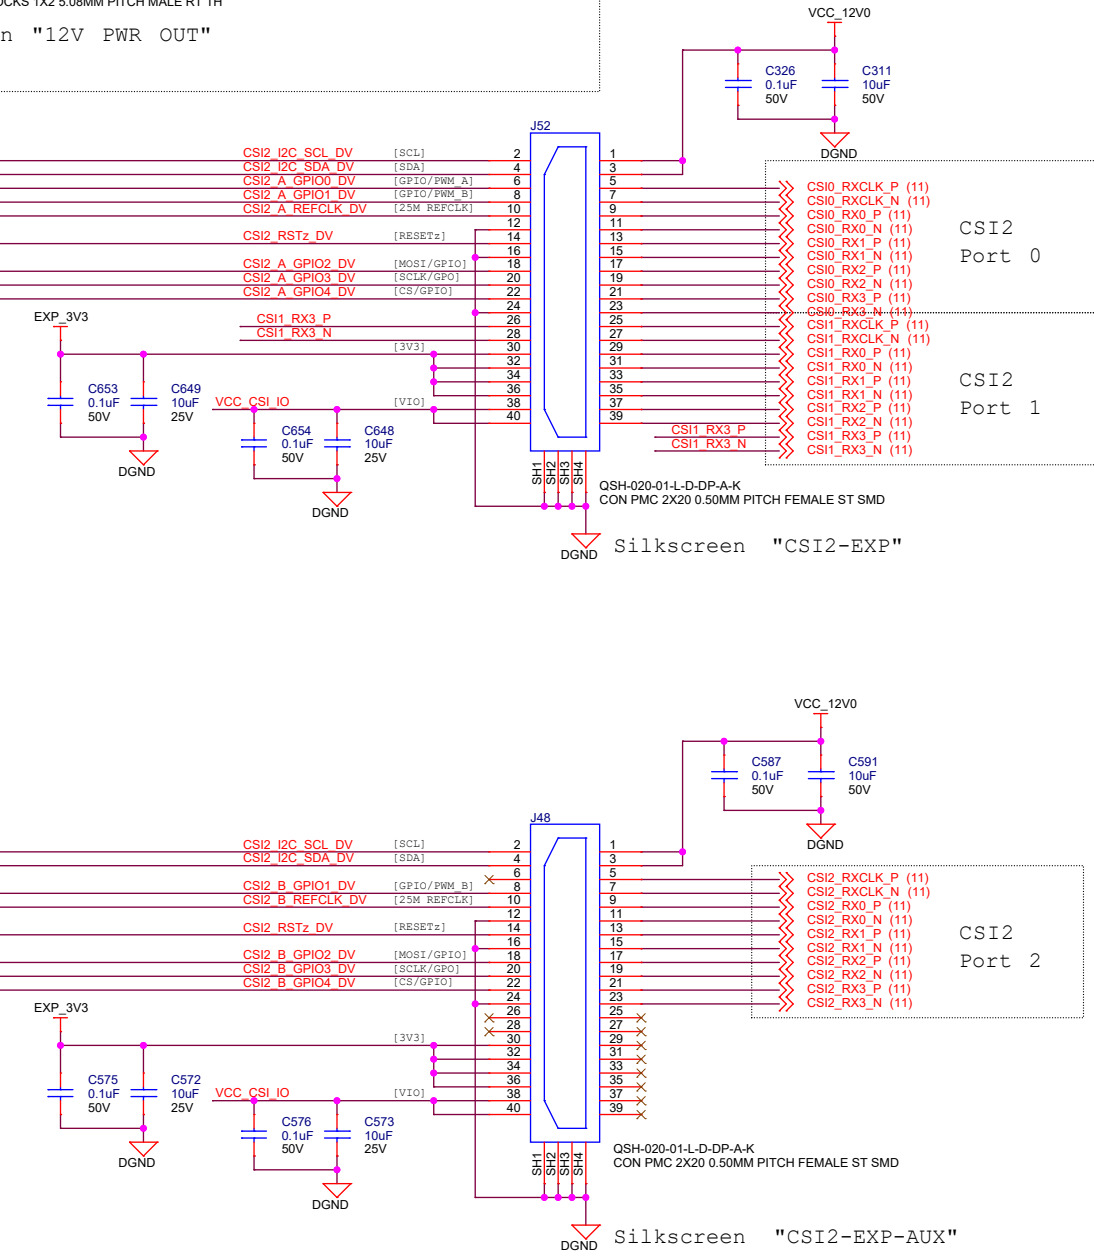 OCKS 1X2 5.08MM PITCH MALE RT TH
n "12V PWR OUT"
VCC_12V0
C326
0.1uF
50V
C311
10uF
50V
DGND
J52
CSI2_I2C_SCL_DV [SCL] 2
CSI2_I2C_SDA_DV [SDA] 4
CSI2_A_GPIO0_DV [GPIO/PWM_A] 6
CSI2_A_GPIO1_DV [GPIO/PWM_B] 8
CSI2_A_REFCLK_DV [25M REFCLK] 10
12
CSI2_RSTz_DV [RESETz] 14
16
CSI2_A_GPIO2_DV [MOSI/GPIO] 18
CSI2_A_GPIO3_DV [SCLK/GPO] 20
CSI2_A_GPIO4_DV [CS/GPIO] 22
24
CSI1_RX3_P 26
CSI1_RX3_N 28
[3V3] 30
32
34
36
VCC_CSI_IO [VIO] 38
40
1
3
5 CSI0_RXCLK_P (11)
7 CSI0_RXCLK_N (11)
9 CSI0_RX0_P (11)
11 CSI0_RX0_N (11)
13 CSI0_RX1_P (11)
15 CSI0_RX1_N (11)
17 CSI0_RX2_P (11)
19 CSI0_RX2_N (11)
21 CSI0_RX3_P (11)
23 CSI0_RX3_N (11)
25 CSI1_RXCLK_P (11)
27 CSI1_RXCLK_N (11)
29 CSI1_RX0_P (11)
31 CSI1_RX0_N (11)
33 CSI1_RX1_P (11)
35 CSI1_RX1_N (11)
37 CSI1_RX2_P (11)
39 CSI1_RX2_N (11)
CSI1_RX3_P CSI1_RX3_P (11)
CSI1_RX3_N CSI1_RX3_N (11)
CSI2
Port 0
CSI2
Port 1
EXP_3V3
C653
0.1uF
50V
C649
10uF
25V
DGND
C654
0.1uF
50V
C648
10uF
25V
DGND
SH1
SH2
SH3
SH4
QSH-020-01-L-D-DP-A-K
CON PMC 2X20 0.50MM PITCH FEMALE ST SMD
DGND
Silkscreen "CSI2-EXP"
VCC_12V0
C587
0.1uF
50V
C591
10uF
50V
DGND
J48
CSI2_I2C_SCL_DV [SCL] 2
CSI2_I2C_SDA_DV [SDA] 4
6
CSI2_B_GPIO1_DV [GPIO/PWM_B] 8
CSI2_B_REFCLK_DV [25M REFCLK] 10
12
CSI2_RSTz_DV [RESETz] 14
16
CSI2_B_GPIO2_DV [MOSI/GPIO] 18
CSI2_B_GPIO3_DV [SCLK/GPO] 20
CSI2_B_GPIO4_DV [CS/GPIO] 22
24
26
28
[3V3] 30
32
34
36
VCC_CSI_IO [VIO] 38
40
1
3
5 CSI2_RXCLK_P (11)
7 CSI2_RXCLK_N (11)
9 CSI2_RX0_P (11)
11 CSI2_RX0_N (11)
13 CSI2_RX1_P (11)
15 CSI2_RX1_N (11)
17 CSI2_RX2_P (11)
19 CSI2_RX2_N (11)
21 CSI2_RX3_P (11)
23 CSI2_RX3_N (11)
25
27
29
31
33
35
37
39
CSI2
Port 2
EXP_3V3
C575
0.1uF
50V
C572
10uF
25V
DGND
C576
0.1uF
50V
C573
10uF
25V
DGND
SH1
SH2
SH3
SH4
QSH-020-01-L-D-DP-A-K
CON PMC 2X20 0.50MM PITCH FEMALE ST SMD
DGND
Silkscreen "CSI2-EXP-AUX"